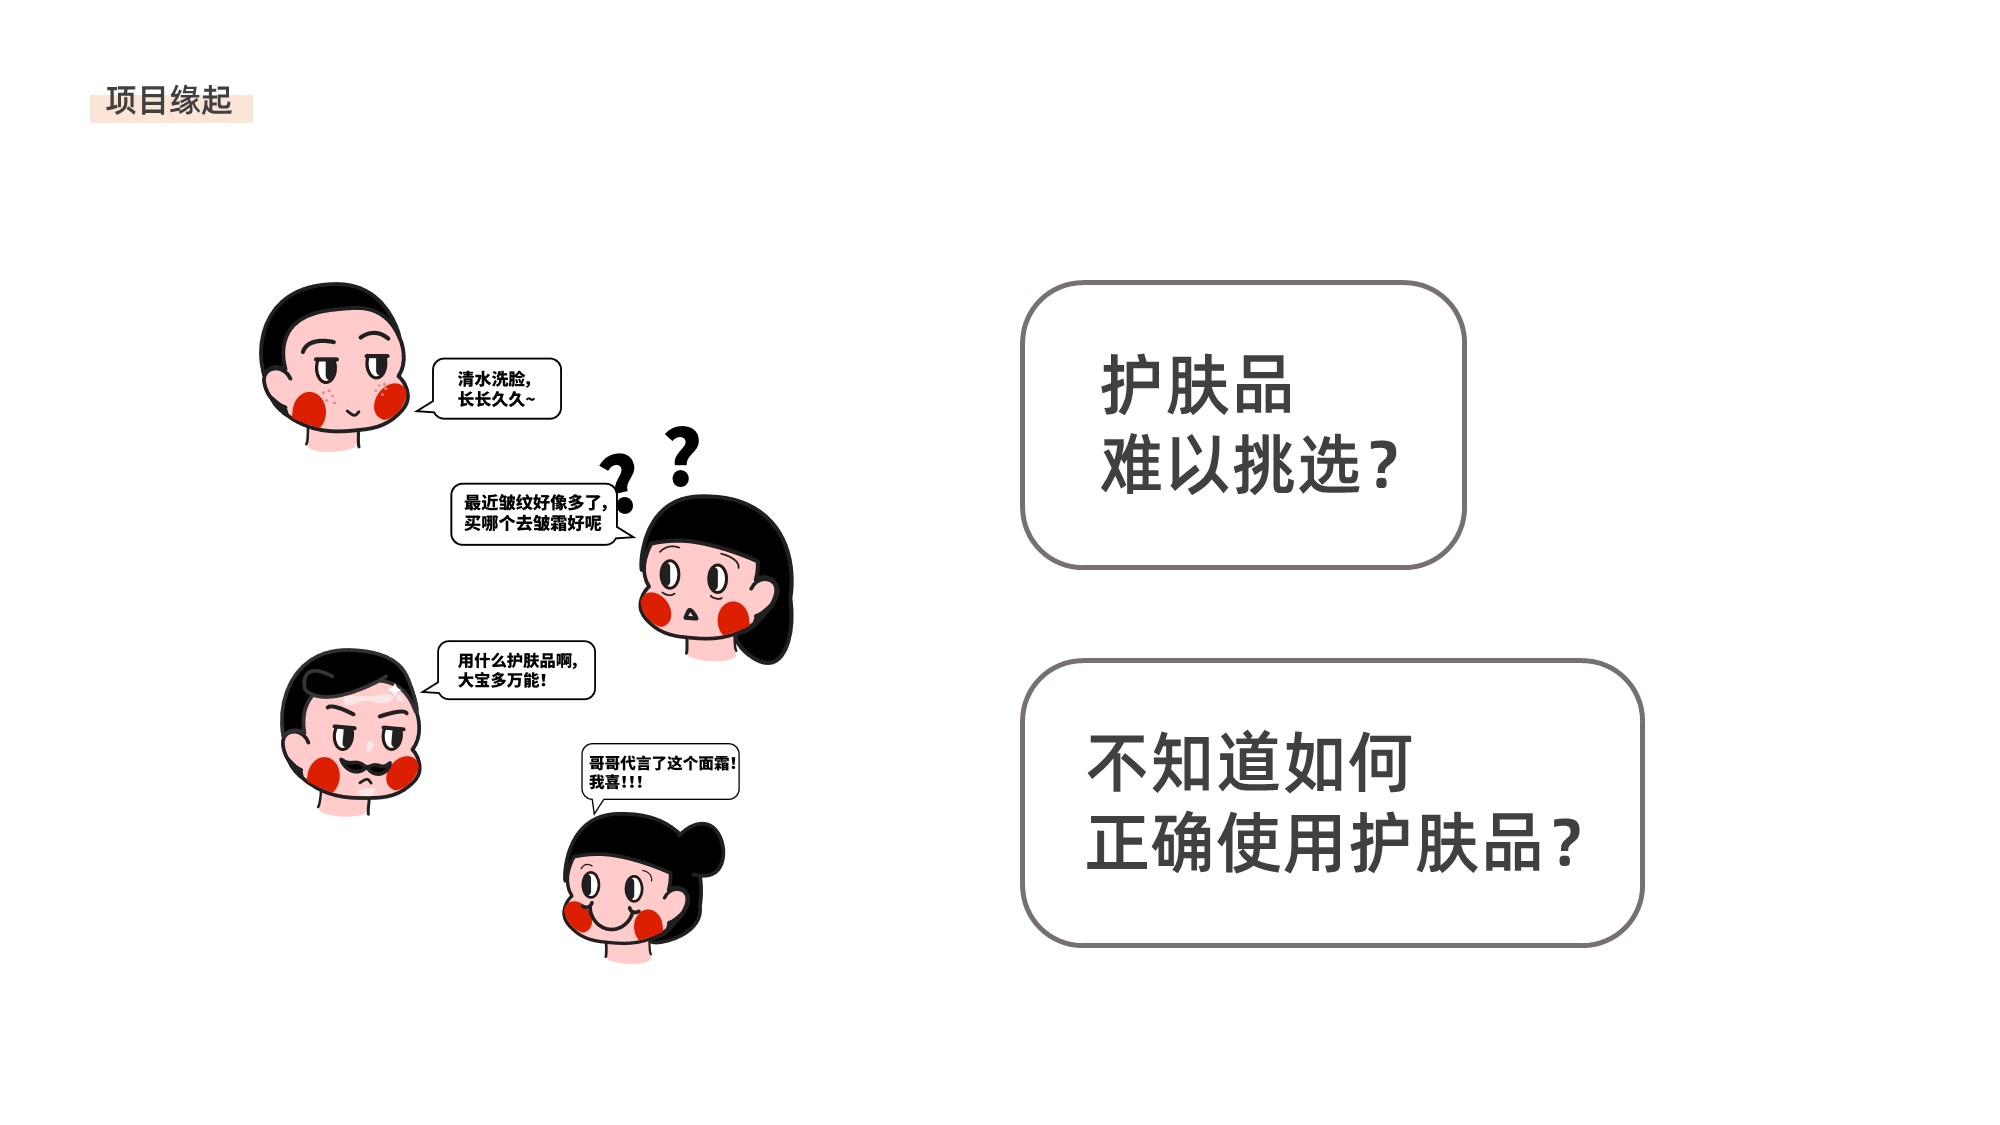 项目缘起
清水洗脸,
长长久久~
? ?
最近皱纹好像多了,
买哪个去皱霜好呢
用什么护肤品啊,
大宝多万能!
哥哥代言了这个面霜!
我喜!!!
护肤品
难以挑选?
不知道如何
正确使用护肤品?